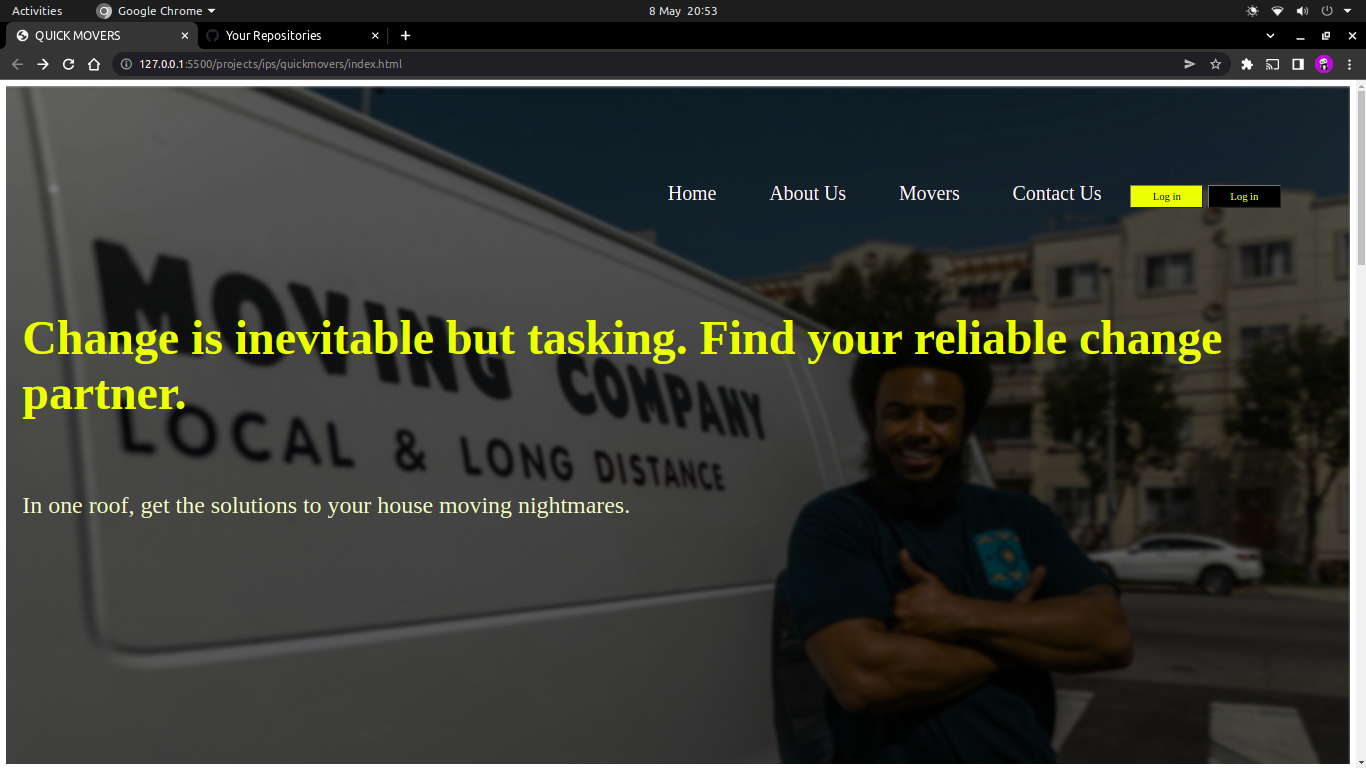 Activities
Google Chrome
8 May 20:53
QUICK MOVERS
Your Repositories
127.0.0.1:5500/projects/ips/quickmovers/index.html
Home
About Us
Movers
Contact Us
Log in
Log in
MOVING COMPANY
LOCAL & LONG DISTANCE
Change is inevitable but tasking. Find your reliable change
partner.
In one roof, get the solutions to your house moving nightmares.